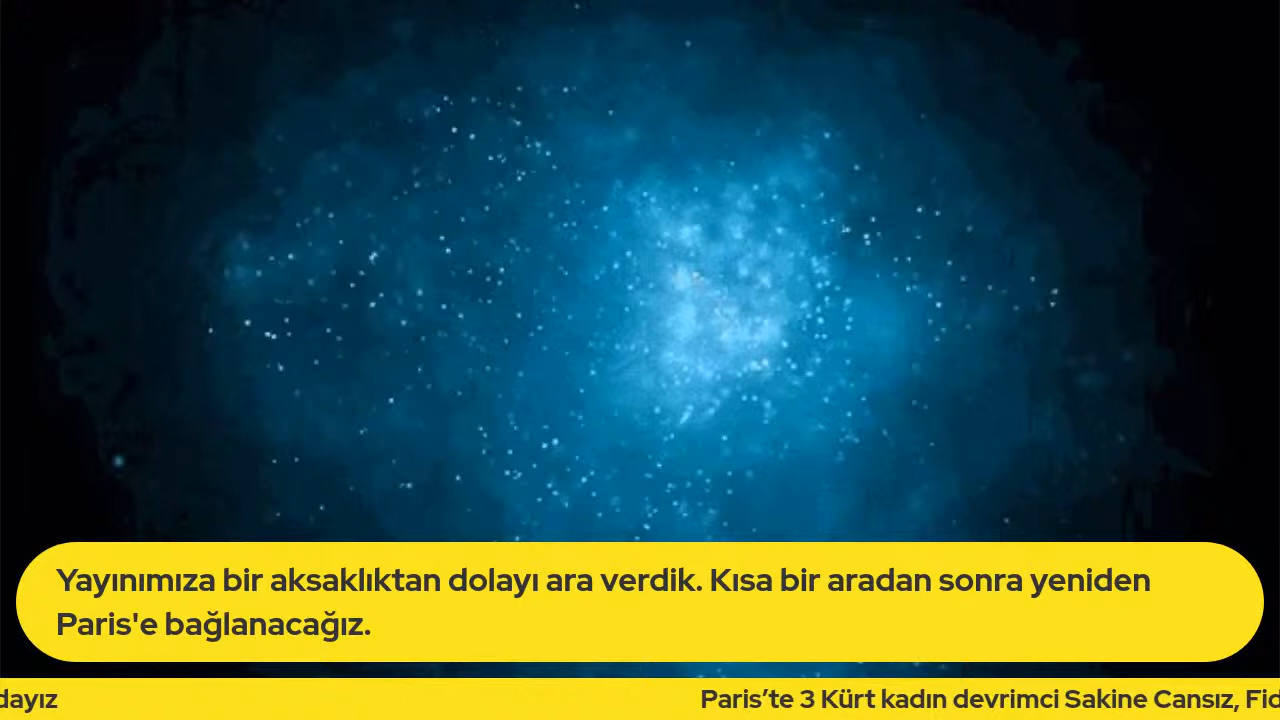 Yayınımıza bir aksaklıktan dolayı ara verdik. Kısa bir aradan sonra yeniden
Paris'e bağlanacağız.
dayız Paris’te 3 Kürt kadın devrimci Sakine Cansız, Fid